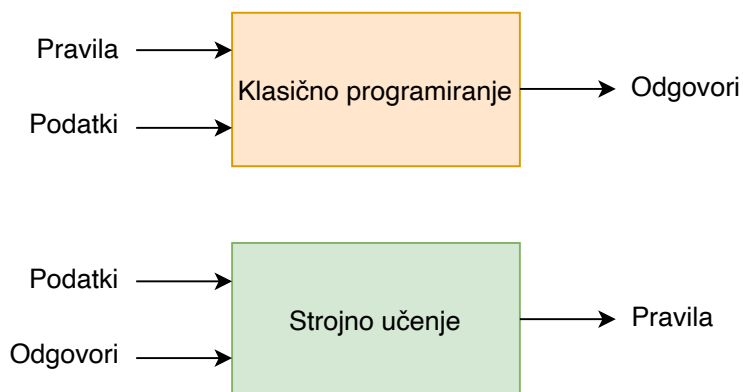 Pravila
Podatki
Klasično programiranje
Odgovori
Podatki
Odgovori
Strojno učenje
Pravila